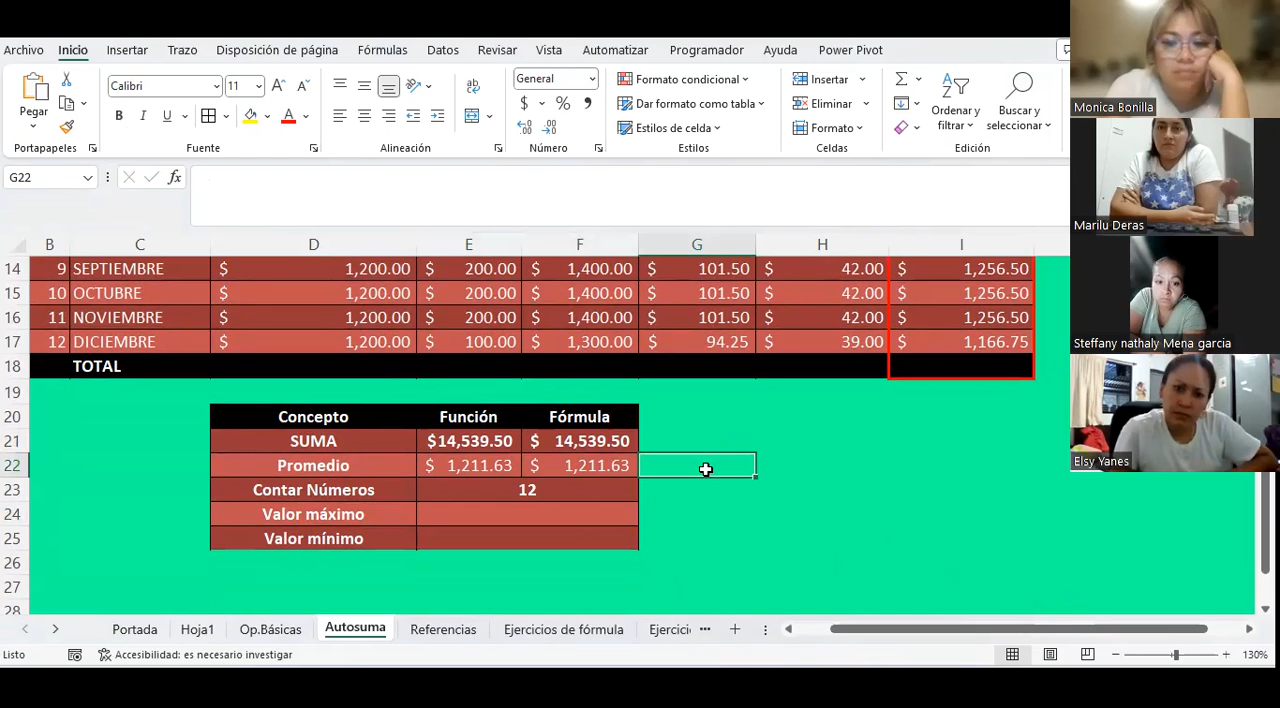 Archivo Inicio Insertar Trazo Disposición de página Fórmulas Datos Revisar Vista Automatizar Programador Ayuda Power Pivot
Pegar
Portapapeles
Calibri 11
N K S
Fuente
Alineación
General
$ % 
Número
Formato condicional
Dar formato como tabla
Estilos de celda
Estilos
Insertar
Eliminar
Formato
Celdas
Ordenar y filtrar
Buscar y seleccionar
Edición
G22 fx
B C D E F G H I
14 9 SEPTIEMBRE $ 1,200.00 $ 200.00 $ 1,400.00 $ 101.50 $ 42.00 $ 1,256.50
15 10 OCTUBRE $ 1,200.00 $ 200.00 $ 1,400.00 $ 101.50 $ 42.00 $ 1,256.50
16 11 NOVIEMBRE $ 1,200.00 $ 200.00 $ 1,400.00 $ 101.50 $ 42.00 $ 1,256.50
17 12 DICIEMBRE $ 1,200.00 $ 100.00 $ 1,300.00 $ 94.25 $ 39.00 $ 1,166.75
18 TOTAL
19
20 Concepto Función Fórmula
21 SUMA $14,539.50 $ 14,539.50
22 Promedio $ 1,211.63 $ 1,211.63
23 Contar Números 12
24 Valor máximo
25 Valor mínimo
26
27
28
Portada Hoja1 Op.Básicas Autosuma Referencias Ejercicios de fórmula Ejercici ...
Listo Accesibilidad: es necesario investigar 130%
Monica Bonilla
Marilu Deras
Steffany nathaly Mena garcia
Elsy Yanes